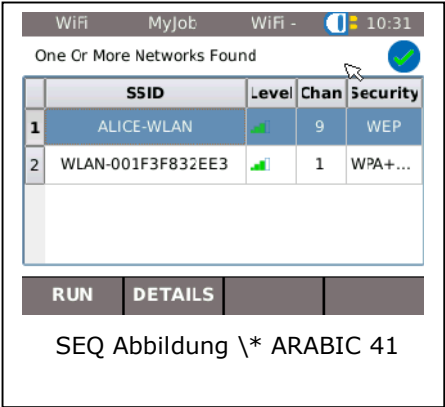 WiFi MyJob WiFi - 10:31
One Or More Networks Found
SSID Level Chan Security
1 ALICE-WLAN 9 WEP
2 WLAN-001F3F832EE3 1 WPA+...
RUN DETAILS
SEQ Abbildung \* ARABIC 41